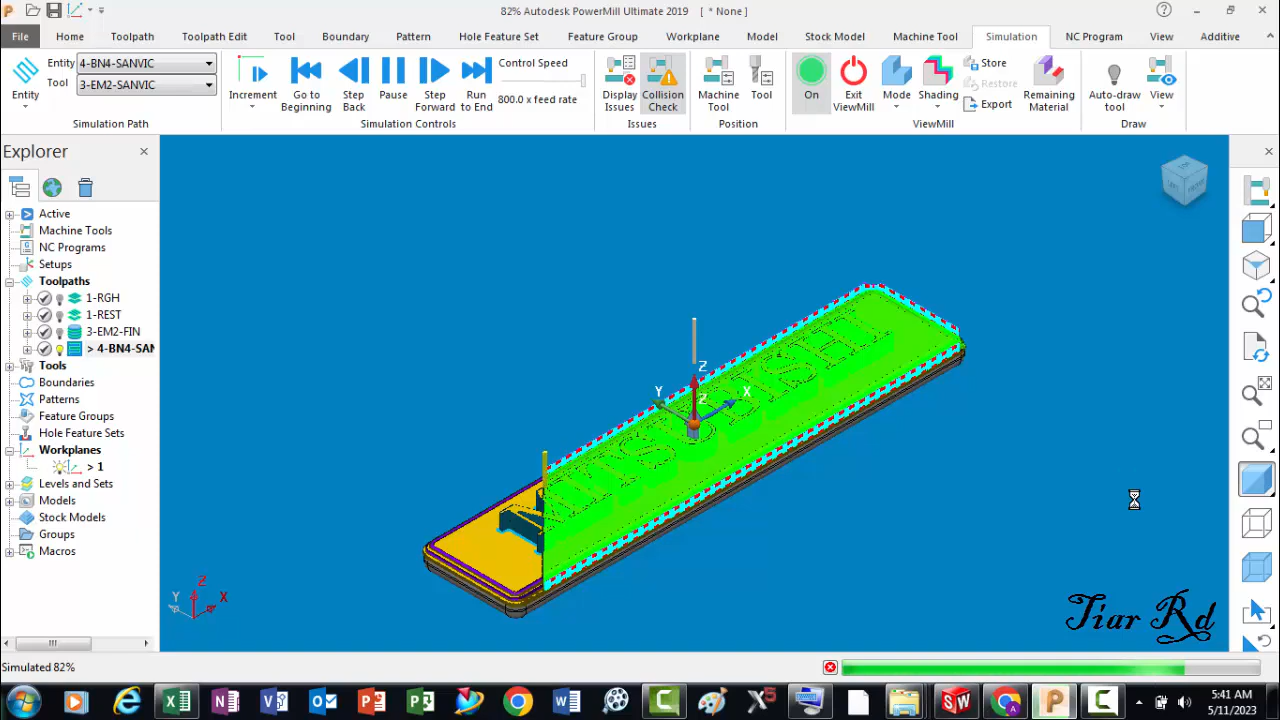 82% Autodesk PowerMill Ultimate 2019 [ * None ]
File Home Toolpath Toolpath Edit Tool Boundary Pattern Hole Feature Set Feature Group Workplane Model Stock Model Machine Tool Simulation NC Program View Additive
Entity
Entity 4-BN4-SANVIC
Tool 3-EM2-SANVIC
Simulation Path
Increment
Go to Beginning
Step Back
Pause
Step Forward
Run to End
Control Speed
800.0 x feed rate
Simulation Controls
Display Issues
Collision Check
Issues
Machine Tool
Tool
Position
On
Exit ViewMill
Mode
Shading
Store
Restore
Export
Remaining Material
ViewMill
Auto-draw tool
View
Draw
Explorer
Active
Machine Tools
NC Programs
Setups
Toolpaths
1-RGH
1-REST
3-EM2-FIN
> 4-BN4-SAN
Tools
Boundaries
Patterns
Feature Groups
Hole Feature Sets
Workplanes
> 1
Levels and Sets
Models
Stock Models
Groups
Macros
MITSUBISHI
Z
Y
X
Z
Z
Y
X
Tiar Rd
Simulated 82%
5:41 AM
5/11/2023